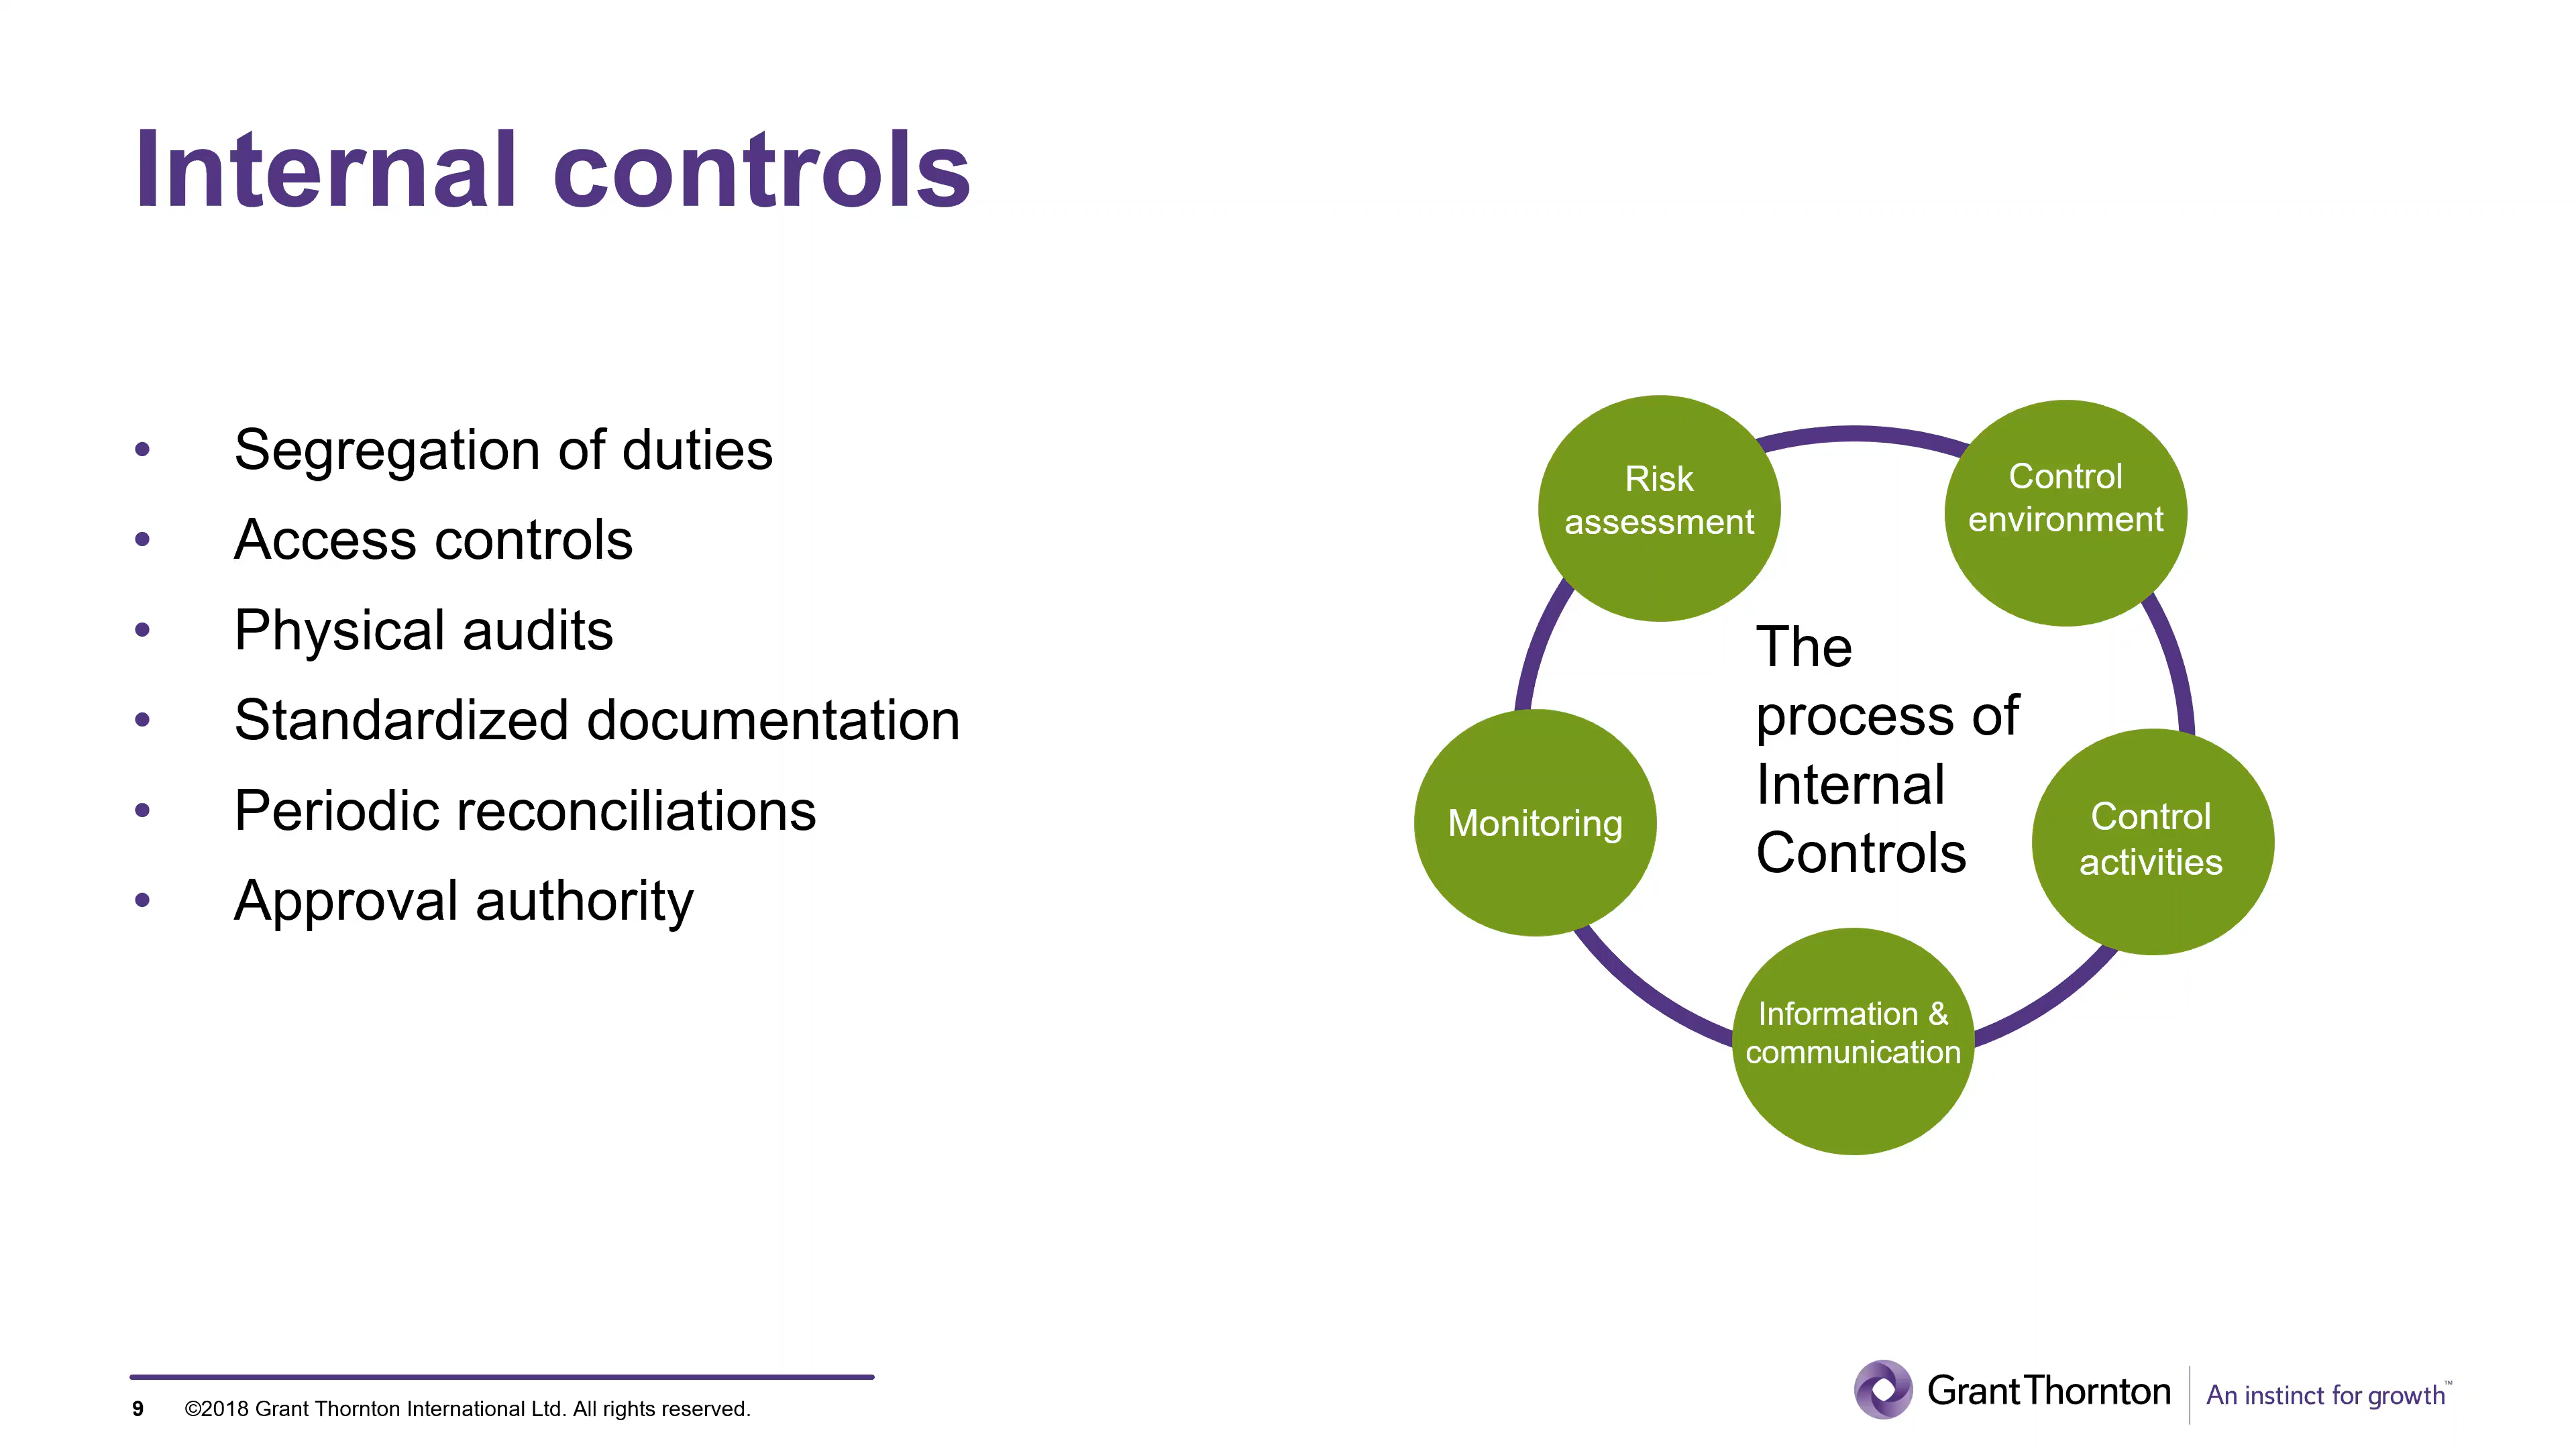 Internal controls
• Segregation of duties
• Access controls
• Physical audits
• Standardized documentation
• Periodic reconciliations
• Approval authority
Risk
assessment
Control
environment
The
process of
Internal
Controls
Monitoring
Control
activities
Information &
communication
9 ©2018 Grant Thornton International Ltd. All rights reserved.
Grant Thornton An instinct for growth™